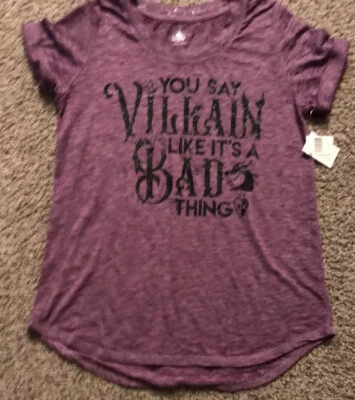 YOU SAY
VILLAIN
LIKE IT'S A
BAD
THING